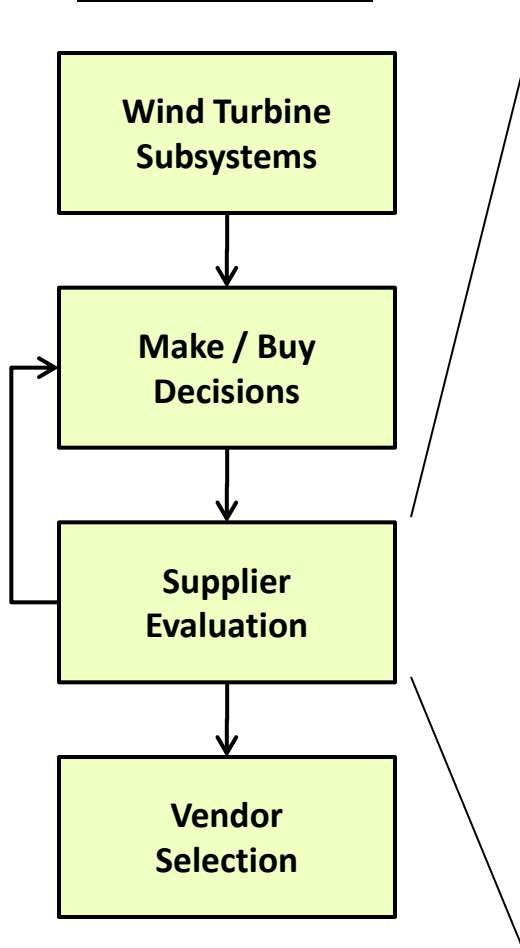 Wind Turbine
Subsystems
Make / Buy
Decisions
Supplier
Evaluation
Vendor
Selection